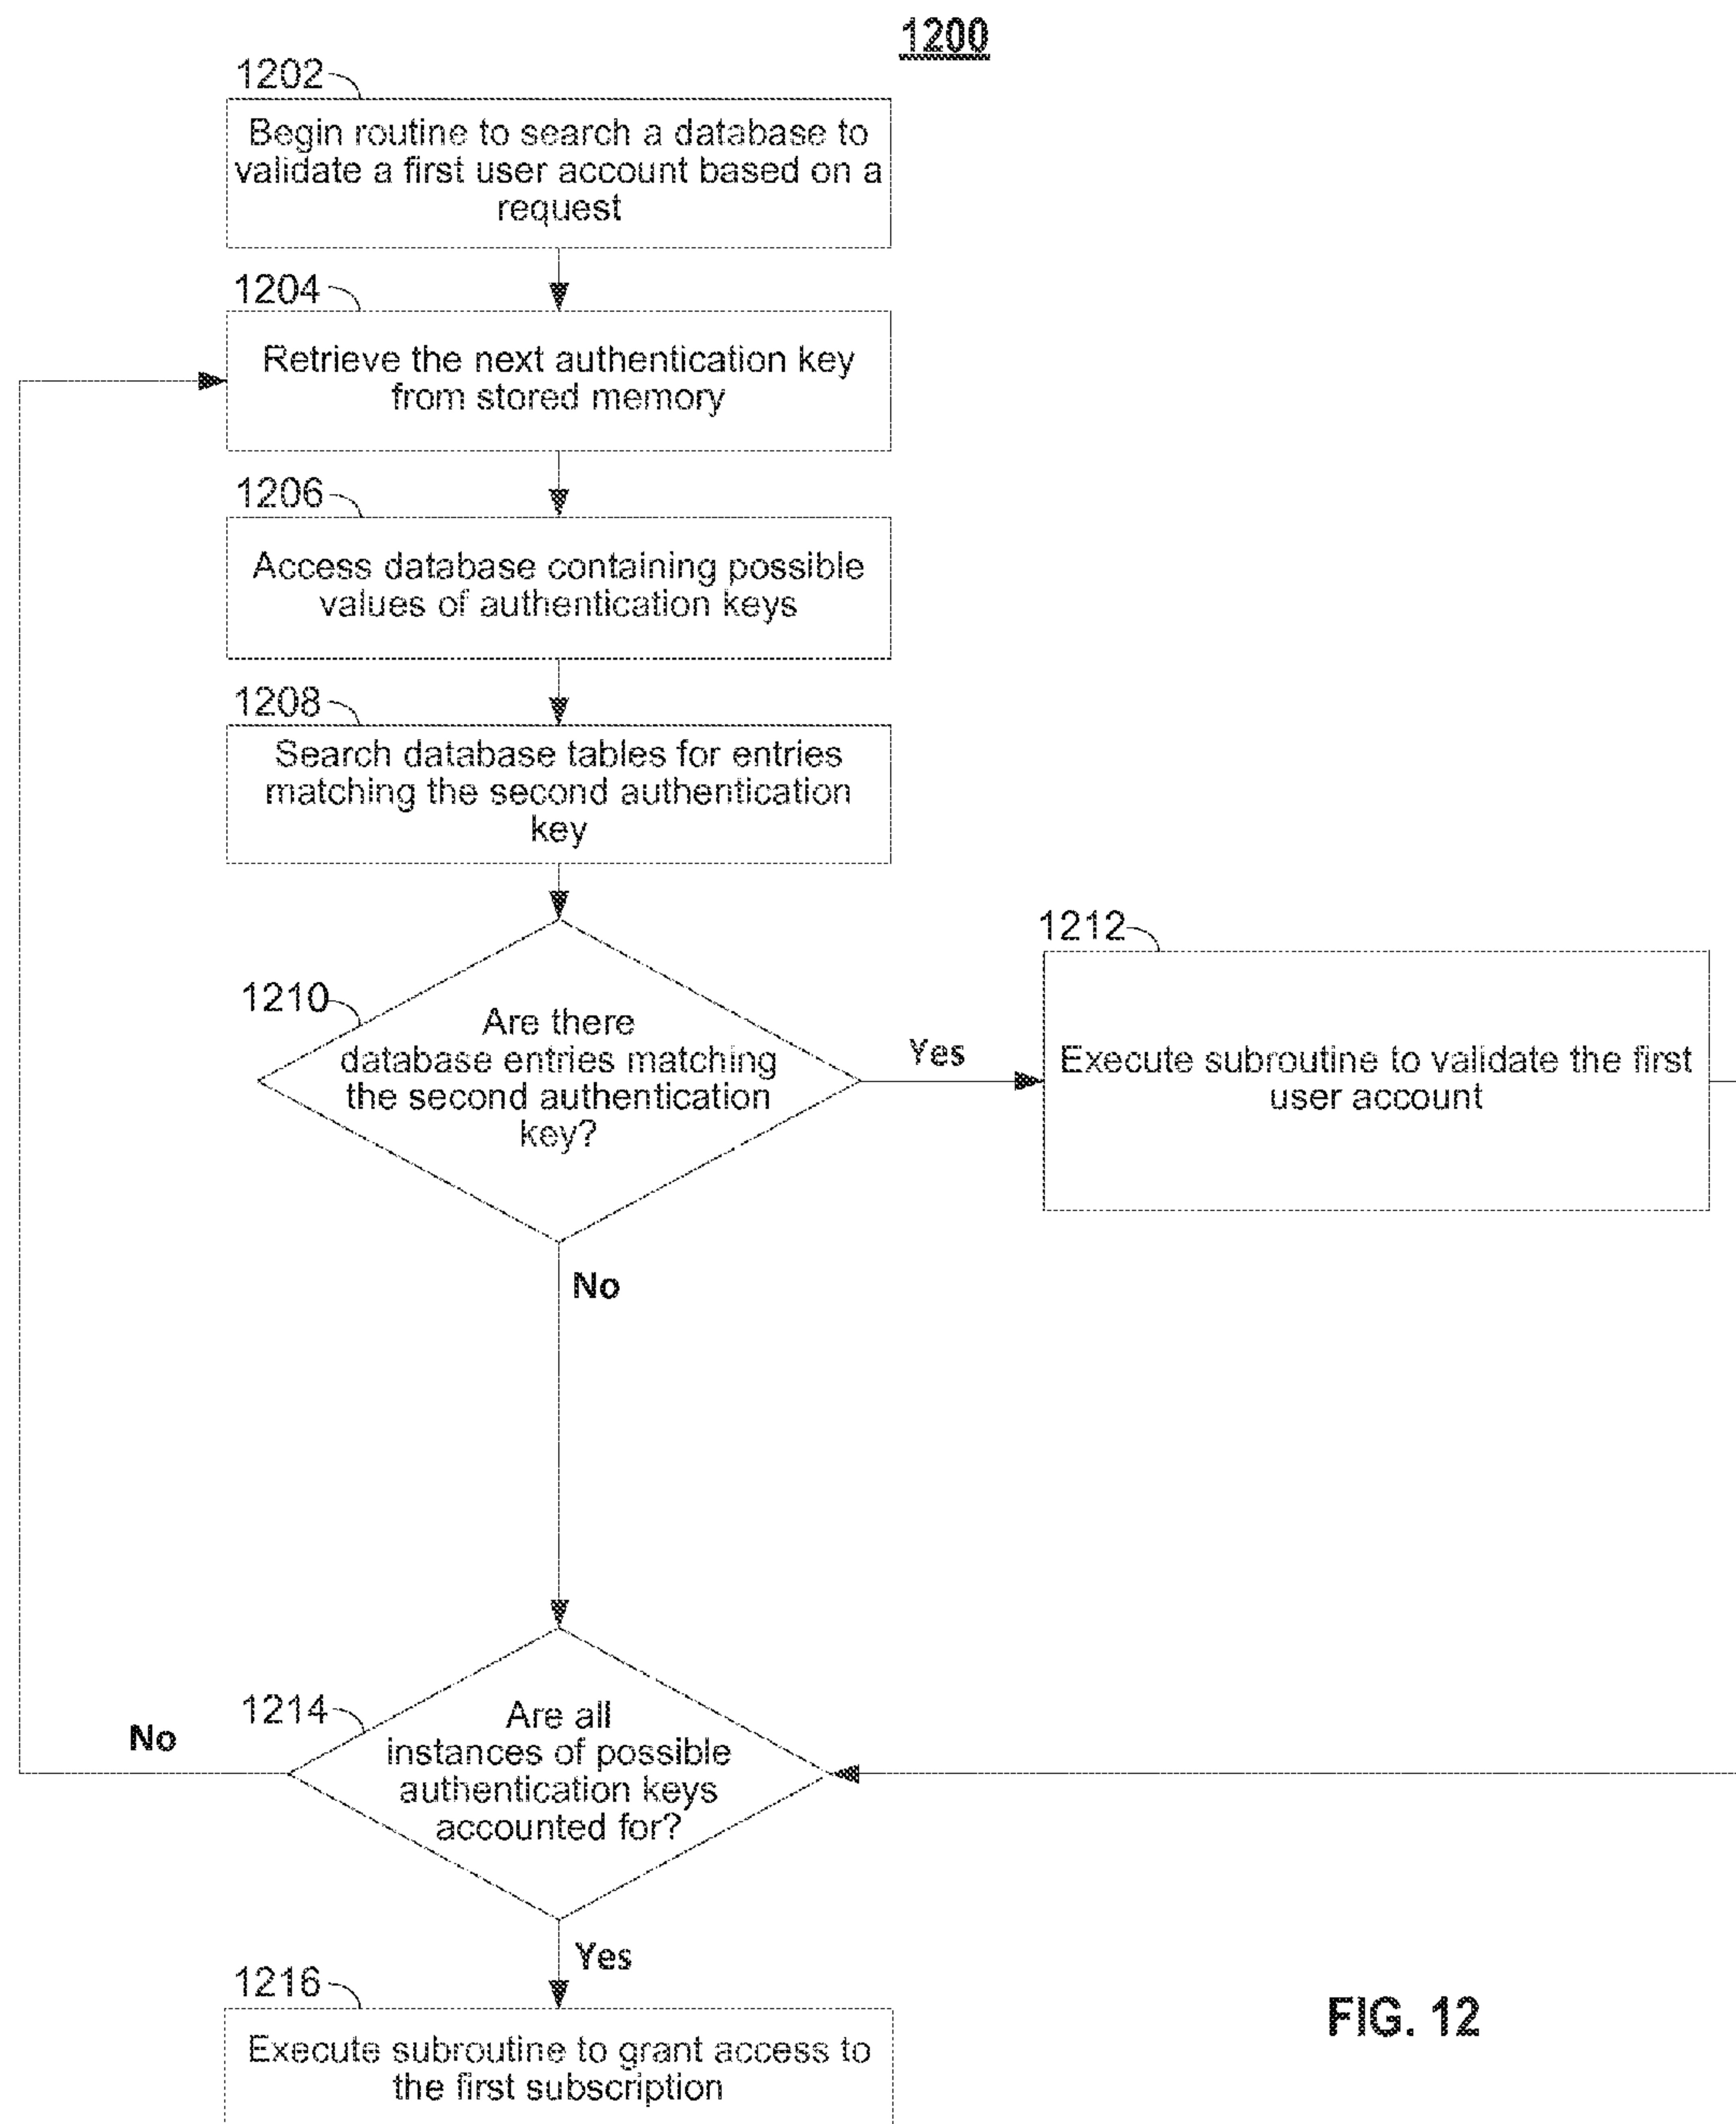 1200
1202
Begin routine to search a database to
validate a first user account based on a
request
1204
Retrieve the next authentication key
from stored memory
1206
Access database containing possible
values of authentication keys
1208
Search database tables for entries
matching the second authentication
key
1210
Are there
database entries matching
the second authentication
key?
Yes
1212
Execute subroutine to validate the first
user account
No
1214
Are all
instances of possible
authentication keys
accounted for?
No
Yes
1216
Execute subroutine to grant access to
the first subscription
FIG. 12